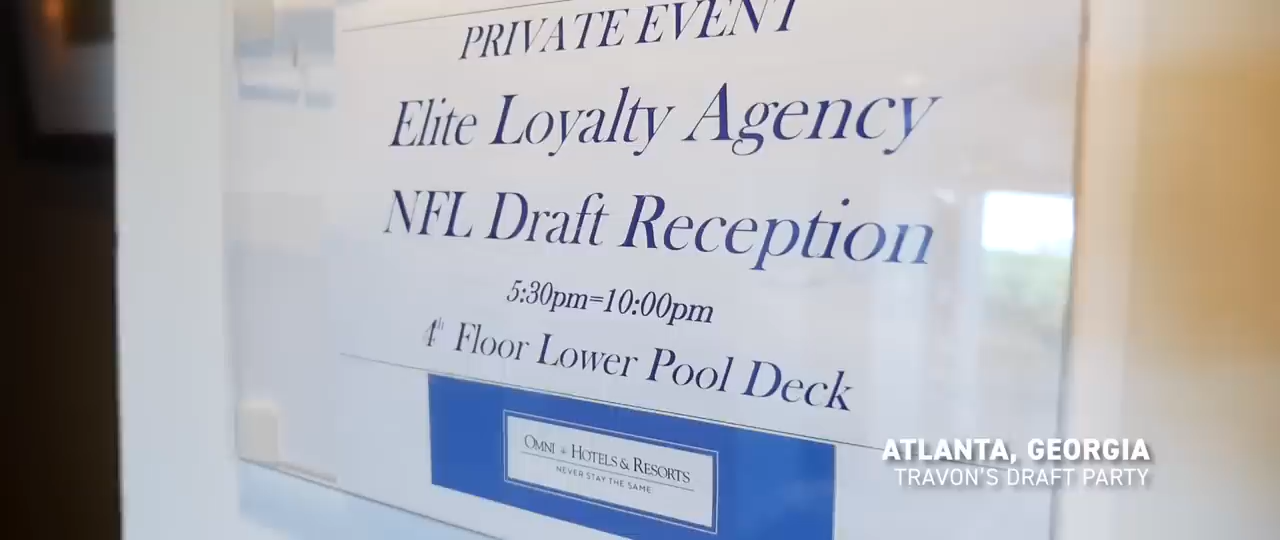 PRIVATE EVENT
Elite Loyalty Agency
NFL Draft Reception
5:30pm=10:00pm
4th Floor Lower Pool Deck
OMNI HOTELS & RESORTS
NEVER STAY THE SAME
ATLANTA, GEORGIA
TRAVON'S DRAFT PARTY